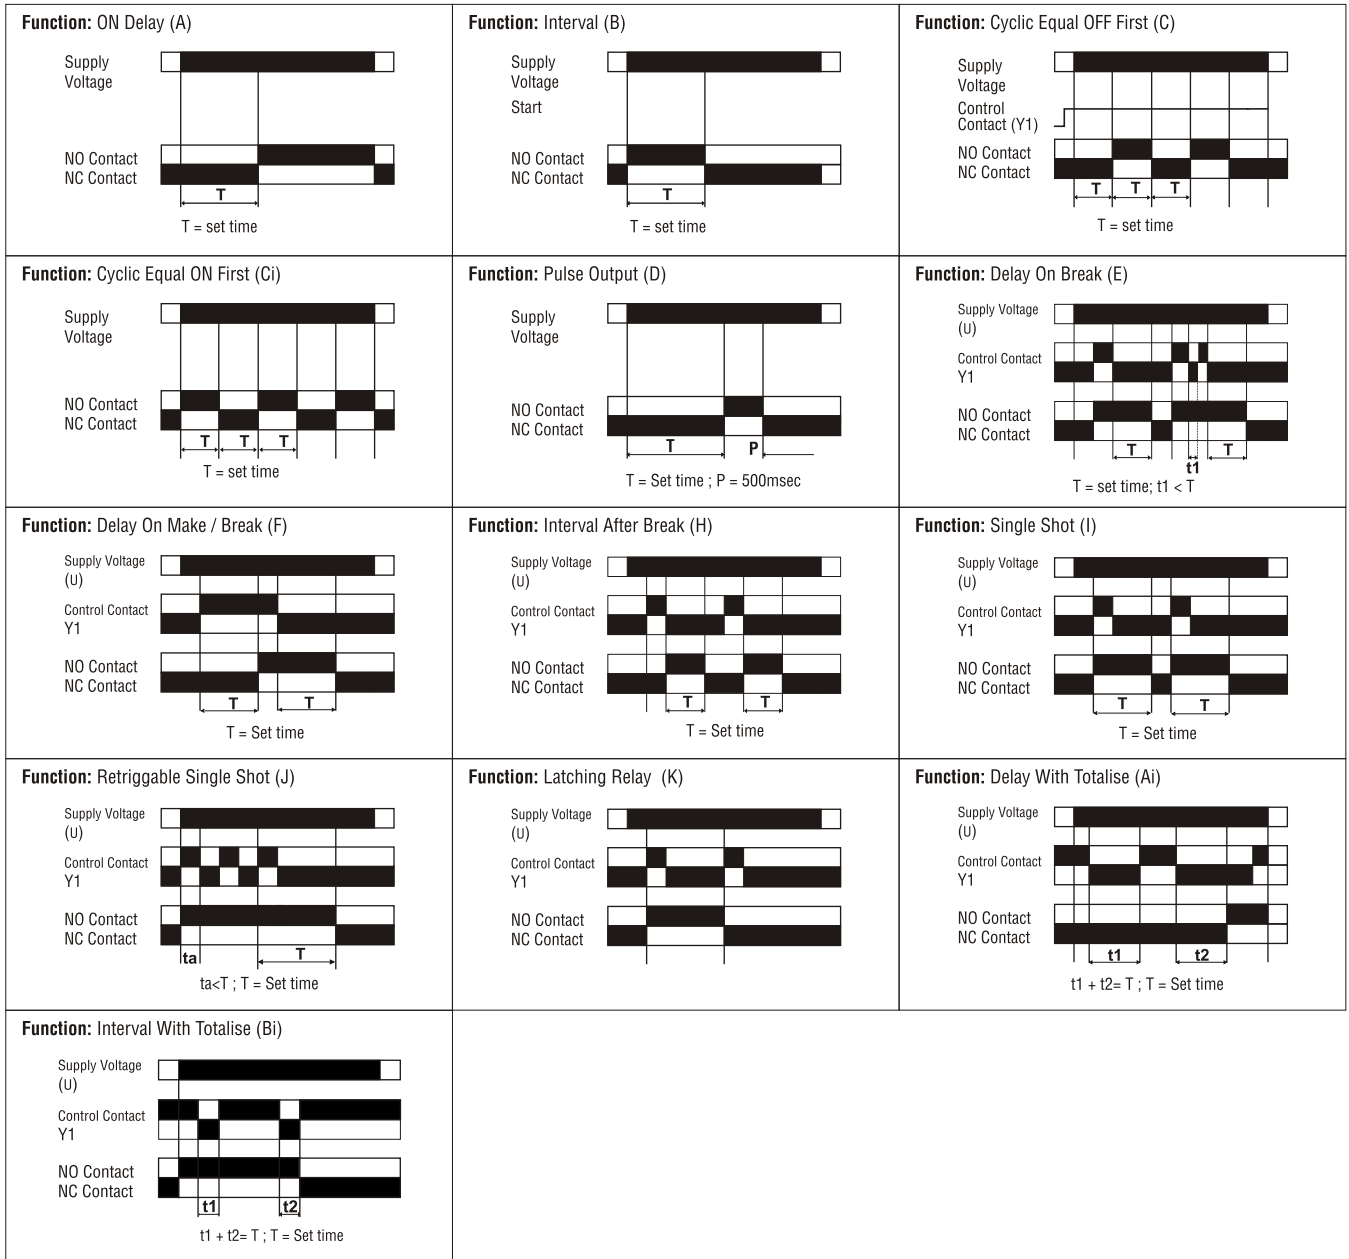 Function: ON Delay (A)
Supply
Voltage
NO Contact
NC Contact
T
T = set time
Function: Interval (B)
Supply
Voltage
Start
NO Contact
NC Contact
T
T = set time
Function: Cyclic Equal OFF First (C)
Supply
Voltage
Control
Contact (Y1)
NO Contact
NC Contact
T T T
T = set time
Function: Cyclic Equal ON First (Ci)
Supply
Voltage
NO Contact
NC Contact
T T T
T = set time
Function: Pulse Output (D)
Supply
Voltage
NO Contact
NC Contact
T P
T = Set time ; P = 500msec
Function: Delay On Break (E)
Supply Voltage
(U)
Control Contact
Y1
NO Contact
NC Contact
T T
t1
T = set time; t1 < T
Function: Delay On Make / Break (F)
Supply Voltage
(U)
Control Contact
Y1
NO Contact
NC Contact
T T
T = Set time
Function: Interval After Break (H)
Supply Voltage
(U)
Control Contact
Y1
NO Contact
NC Contact
T T
T = Set time
Function: Single Shot (I)
Supply Voltage
(U)
Control Contact
Y1
NO Contact
NC Contact
T T
T = Set time
Function: Retriggable Single Shot (J)
Supply Voltage
(U)
Control Contact
Y1
NO Contact
NC Contact
ta T
ta<T ; T = Set time
Function: Latching Relay (K)
Supply Voltage
(U)
Control Contact
Y1
NO Contact
NC Contact
Function: Delay With Totalise (Ai)
Supply Voltage
(U)
Control Contact
Y1
NO Contact
NC Contact
t1 t2
t1 + t2= T ; T = Set time
Function: Interval With Totalise (Bi)
Supply Voltage
(U)
Control Contact
Y1
NO Contact
NC Contact
t1 t2
t1 + t2= T ; T = Set time